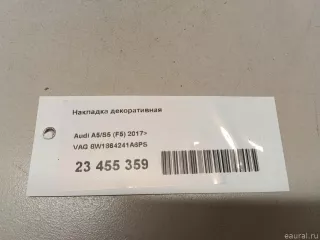 Накладка декоративная
Audi A5/S5 (F5) 2017>
VAG 8W1864241A6PS
23 455 359
eaural.ru